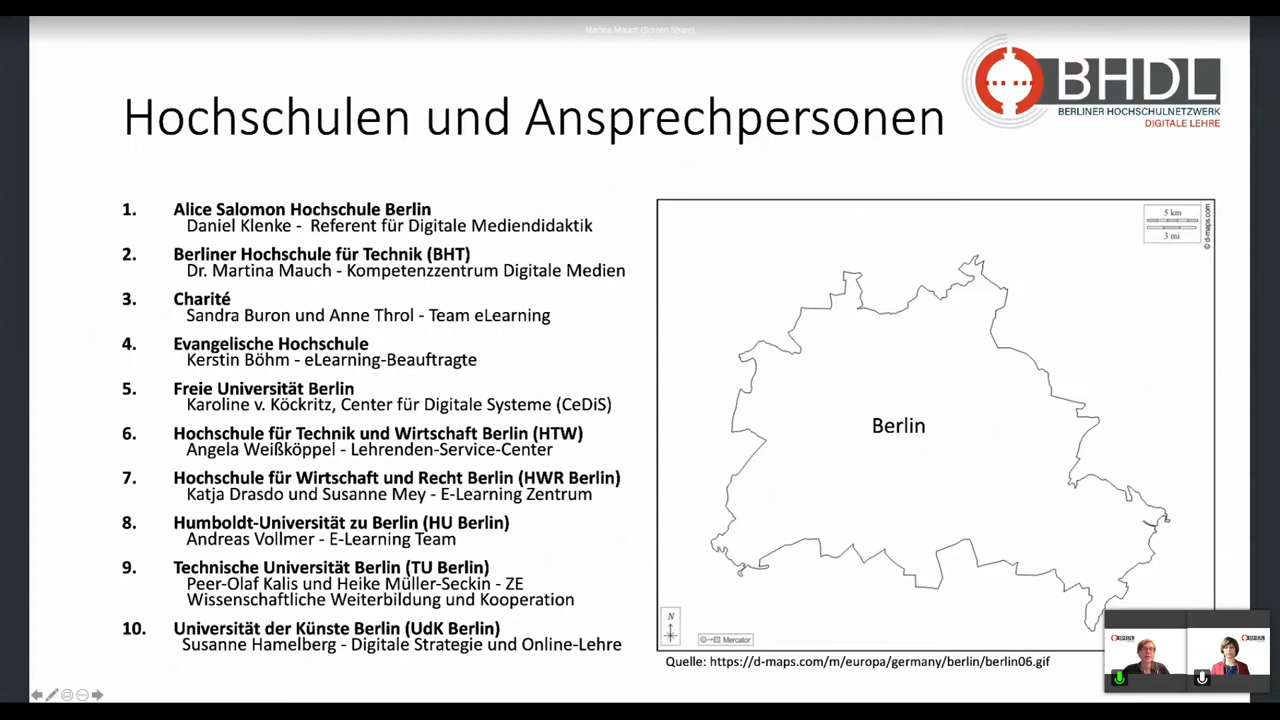 Martina Mauch (Screen Share)
Hochschulen und Ansprechpersonen
BHDL
BERLINER HOCHSCHULNETZWERK
DIGITALE LEHRE
1. Alice Salomon Hochschule Berlin
Daniel Klenke - Referent für Digitale Mediendidaktik
2. Berliner Hochschule für Technik (BHT)
Dr. Martina Mauch - Kompetenzzentrum Digitale Medien
3. Charité
Sandra Buron und Anne Throl - Team eLearning
4. Evangelische Hochschule
Kerstin Böhm - eLearning-Beauftragte
5. Freie Universität Berlin
Karoline v. Köckritz, Center für Digitale Systeme (CeDiS)
6. Hochschule für Technik und Wirtschaft Berlin (HTW)
Angela Weißköppel - Lehrenden-Service-Center
7. Hochschule für Wirtschaft und Recht Berlin (HWR Berlin)
Katja Drasdo und Susanne Mey - E-Learning Zentrum
8. Humboldt-Universität zu Berlin (HU Berlin)
Andreas Vollmer - E-Learning Team
9. Technische Universität Berlin (TU Berlin)
Peer-Olaf Kalis und Heike Müller-Seckin - ZE
Wissenschaftliche Weiterbildung und Kooperation
10. Universität der Künste Berlin (UdK Berlin)
Susanne Hamelberg - Digitale Strategie und Online-Lehre
5 km
3 mi
© d-maps.com
Berlin
N
Mercator
Quelle: https://d-maps.com/m/europa/germany/berlin/berlin06.gif